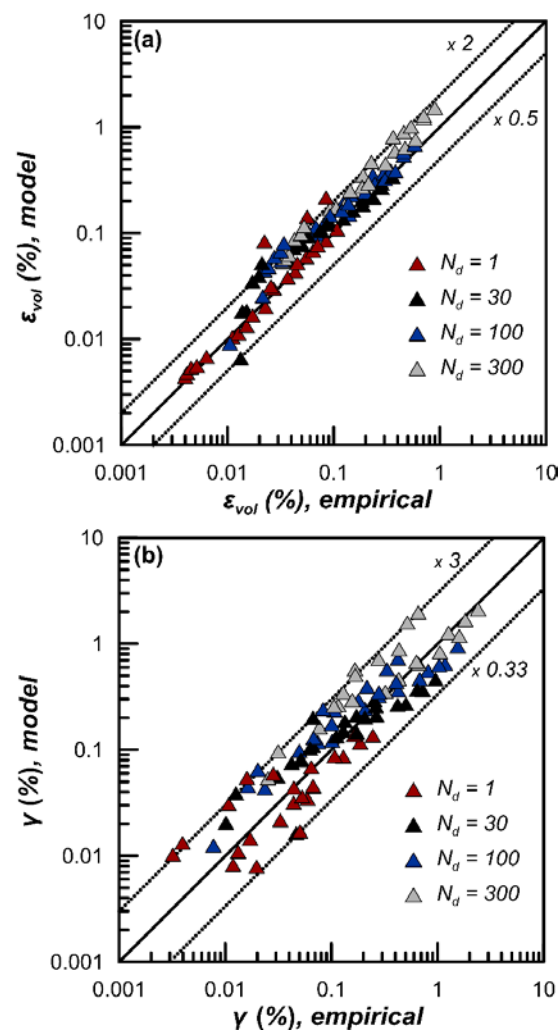 (a)
x 2
x 0.5
10
1
0.1
0.01
0.001
ε_vol (%), model
N_d = 1
N_d = 30
N_d = 100
N_d = 300
0.001 0.01 0.1 1 10
ε_vol (%), empirical
(b)
x 3
x 0.33
10
1
0.1
0.01
0.001
γ (%), model
N_d = 1
N_d = 30
N_d = 100
N_d = 300
0.001 0.01 0.1 1 10
γ (%), empirical